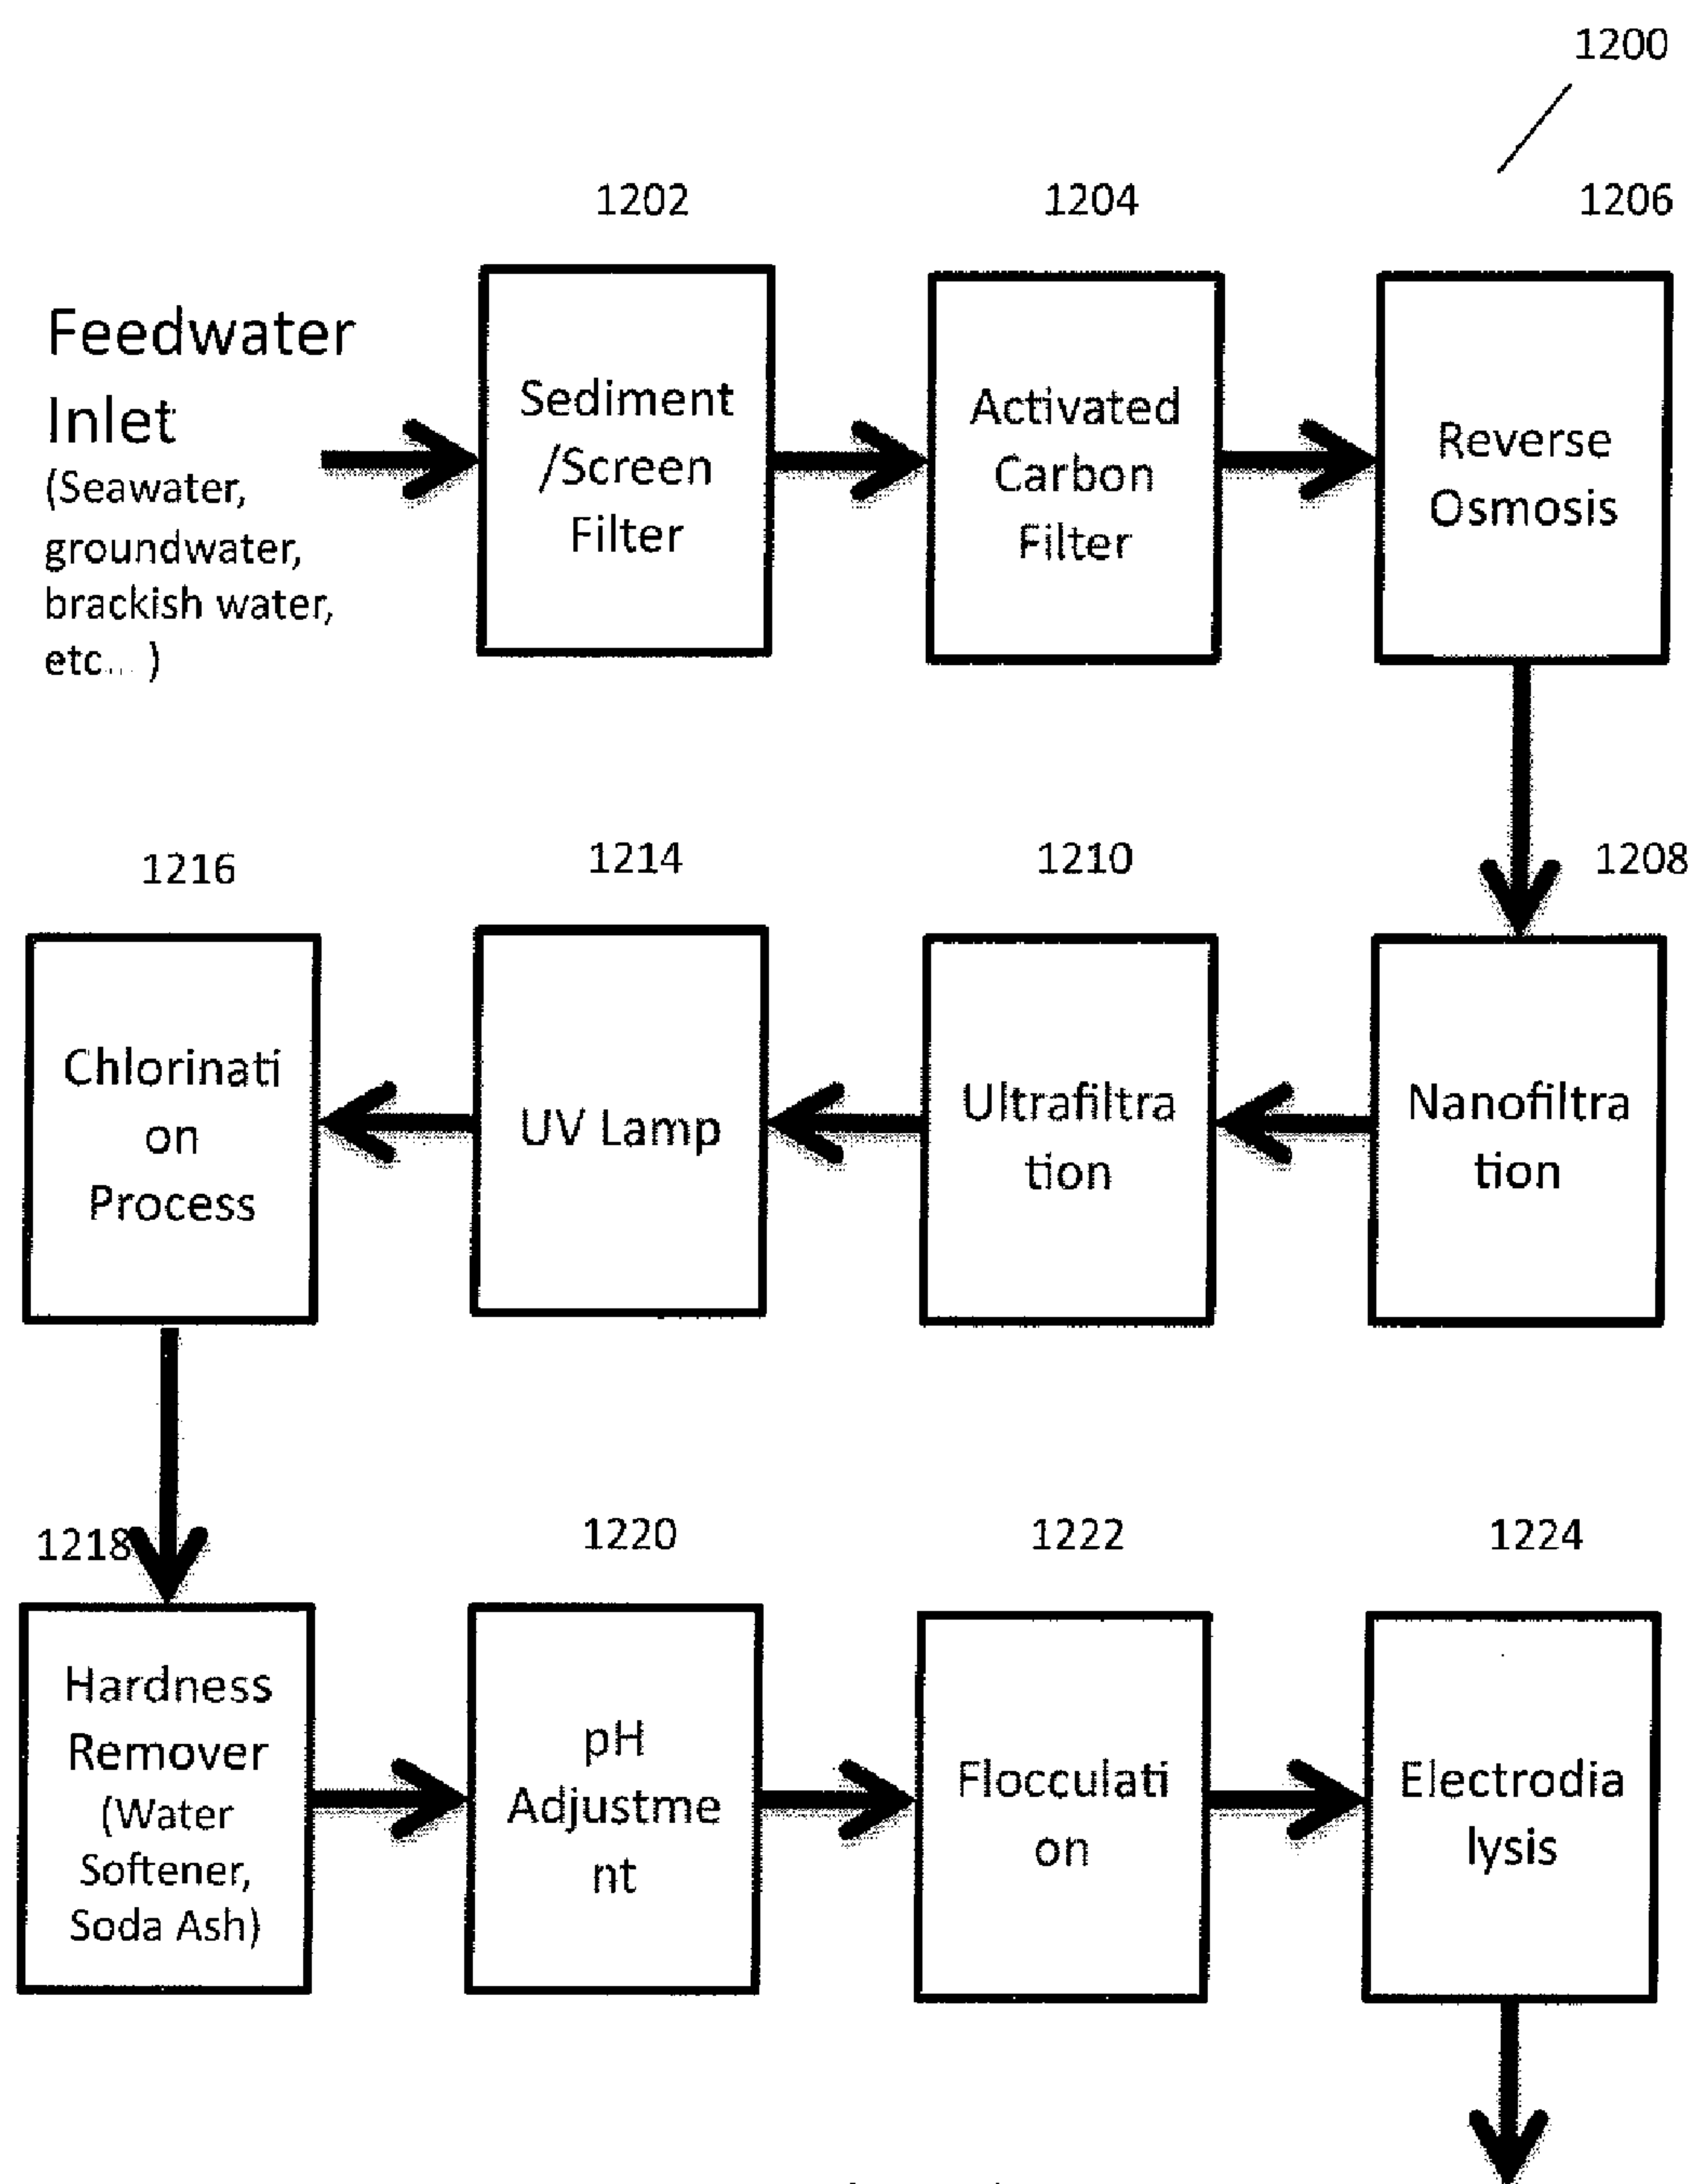 1200
1202
1204
1206
Feedwater
Inlet
(Seawater,
groundwater,
brackish water,
etc... )
Sediment
/Screen
Filter
Activated
Carbon
Filter
Reverse
Osmosis
1216
1214
1210
1208
Chlorinati
on
Process
UV Lamp
Ultrafiltra
tion
Nanofiltra
tion
1218
1220
1222
1224
Hardness
Remover
(Water
Softener,
Soda Ash)
pH
Adjustme
nt
Flocculati
on
Electrodia
lysis